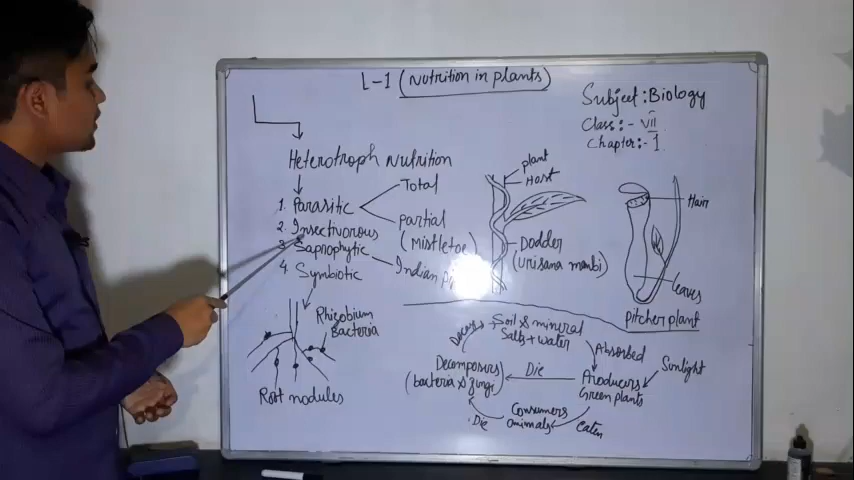 L-1 (Nutrition in plants)
Subject:Biology
Class:- VII
Chapter:- 1
Heterotroph Nutrition
1. Parasitic
Total
partial
(Mistletoe)
2. Insectivorous
3. Saprophytic
Indian
4. Symbiotic
Rhizobium
Bacteria
Root nodules
plant
Host
Dodder
Hair
leaves
Pitcher plant
Soil & mineral
Salts + water
Absorbed
Sunlight
Producers
Green plants
Eaten
Consumers
animals
Die
Die
Decomposers
(bacteria & fungi)
Decay